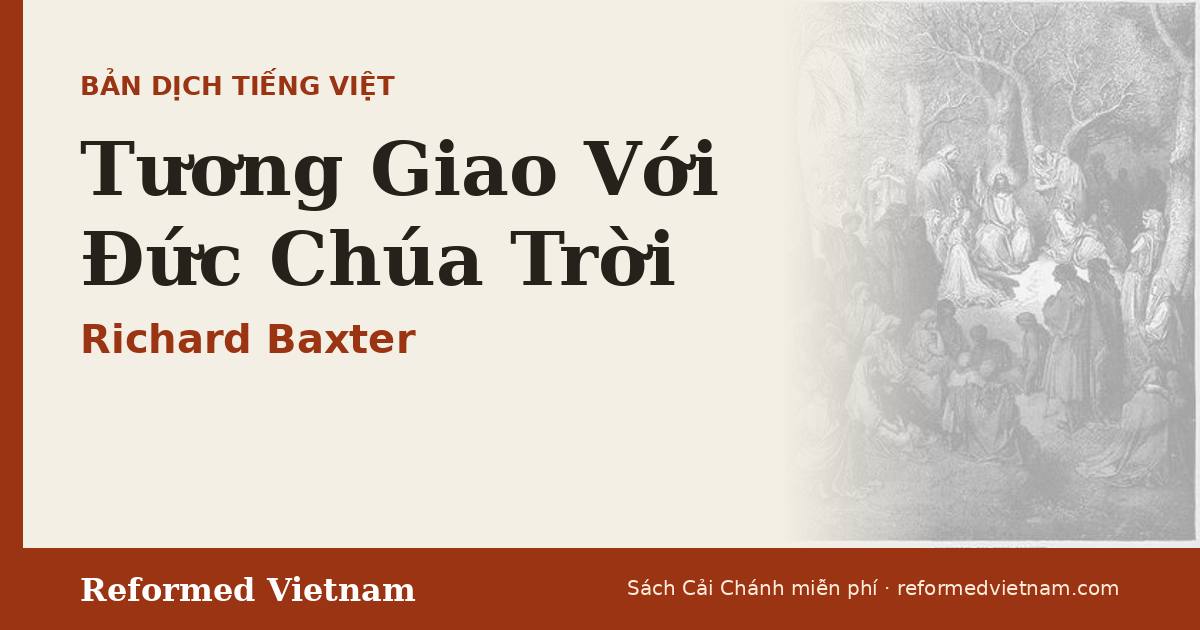 BẢN DỊCH TIẾNG VIỆT
Tương Giao Với
Đức Chúa Trời
Richard Baxter
Reformed Vietnam
Sách Cải Chánh miễn phí · reformedvietnam.com